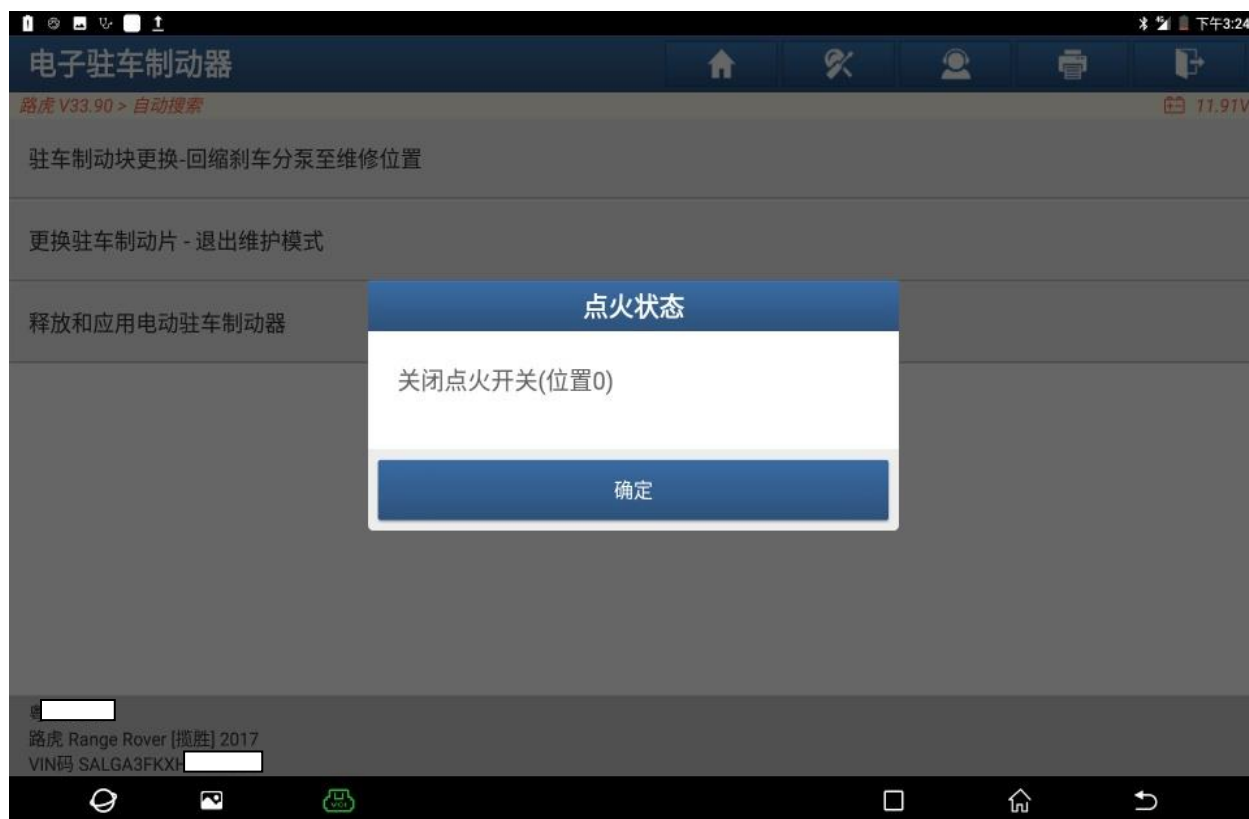 下午3:24
电子驻车制动器
路虎 V33.90 > 自动搜索
11.91V
驻车制动块更换-回缩刹车分泵至维修位置
更换驻车制动片 - 退出维护模式
释放和应用电动驻车制动器
点火状态
关闭点火开关(位置0)
确定
粤
路虎 Range Rover [揽胜] 2017
VIN码 SALGA3FKXH
VCI